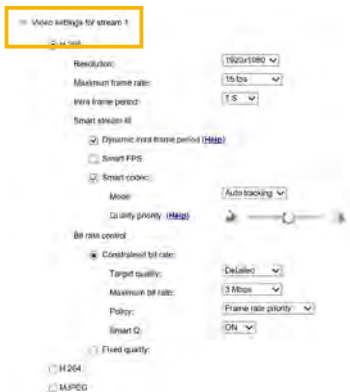 Video settings for stream 1
H.265
Resolution: 1920x1080
Maximum frame rate: 15 fps
Intra frame period: 1 S
Smart stream III
Dynamic intra frame period (Help)
Smart FPS
Smart codec:
Mode: Auto tracking
Quality priority: (Help)
Bit rate control
Constrained bit rate:
Target quality: Detailed
Maximum bit rate: 3 Mbps
Policy: Frame rate priority
Smart Q: ON
Fixed quality:
H.264
MJPEG